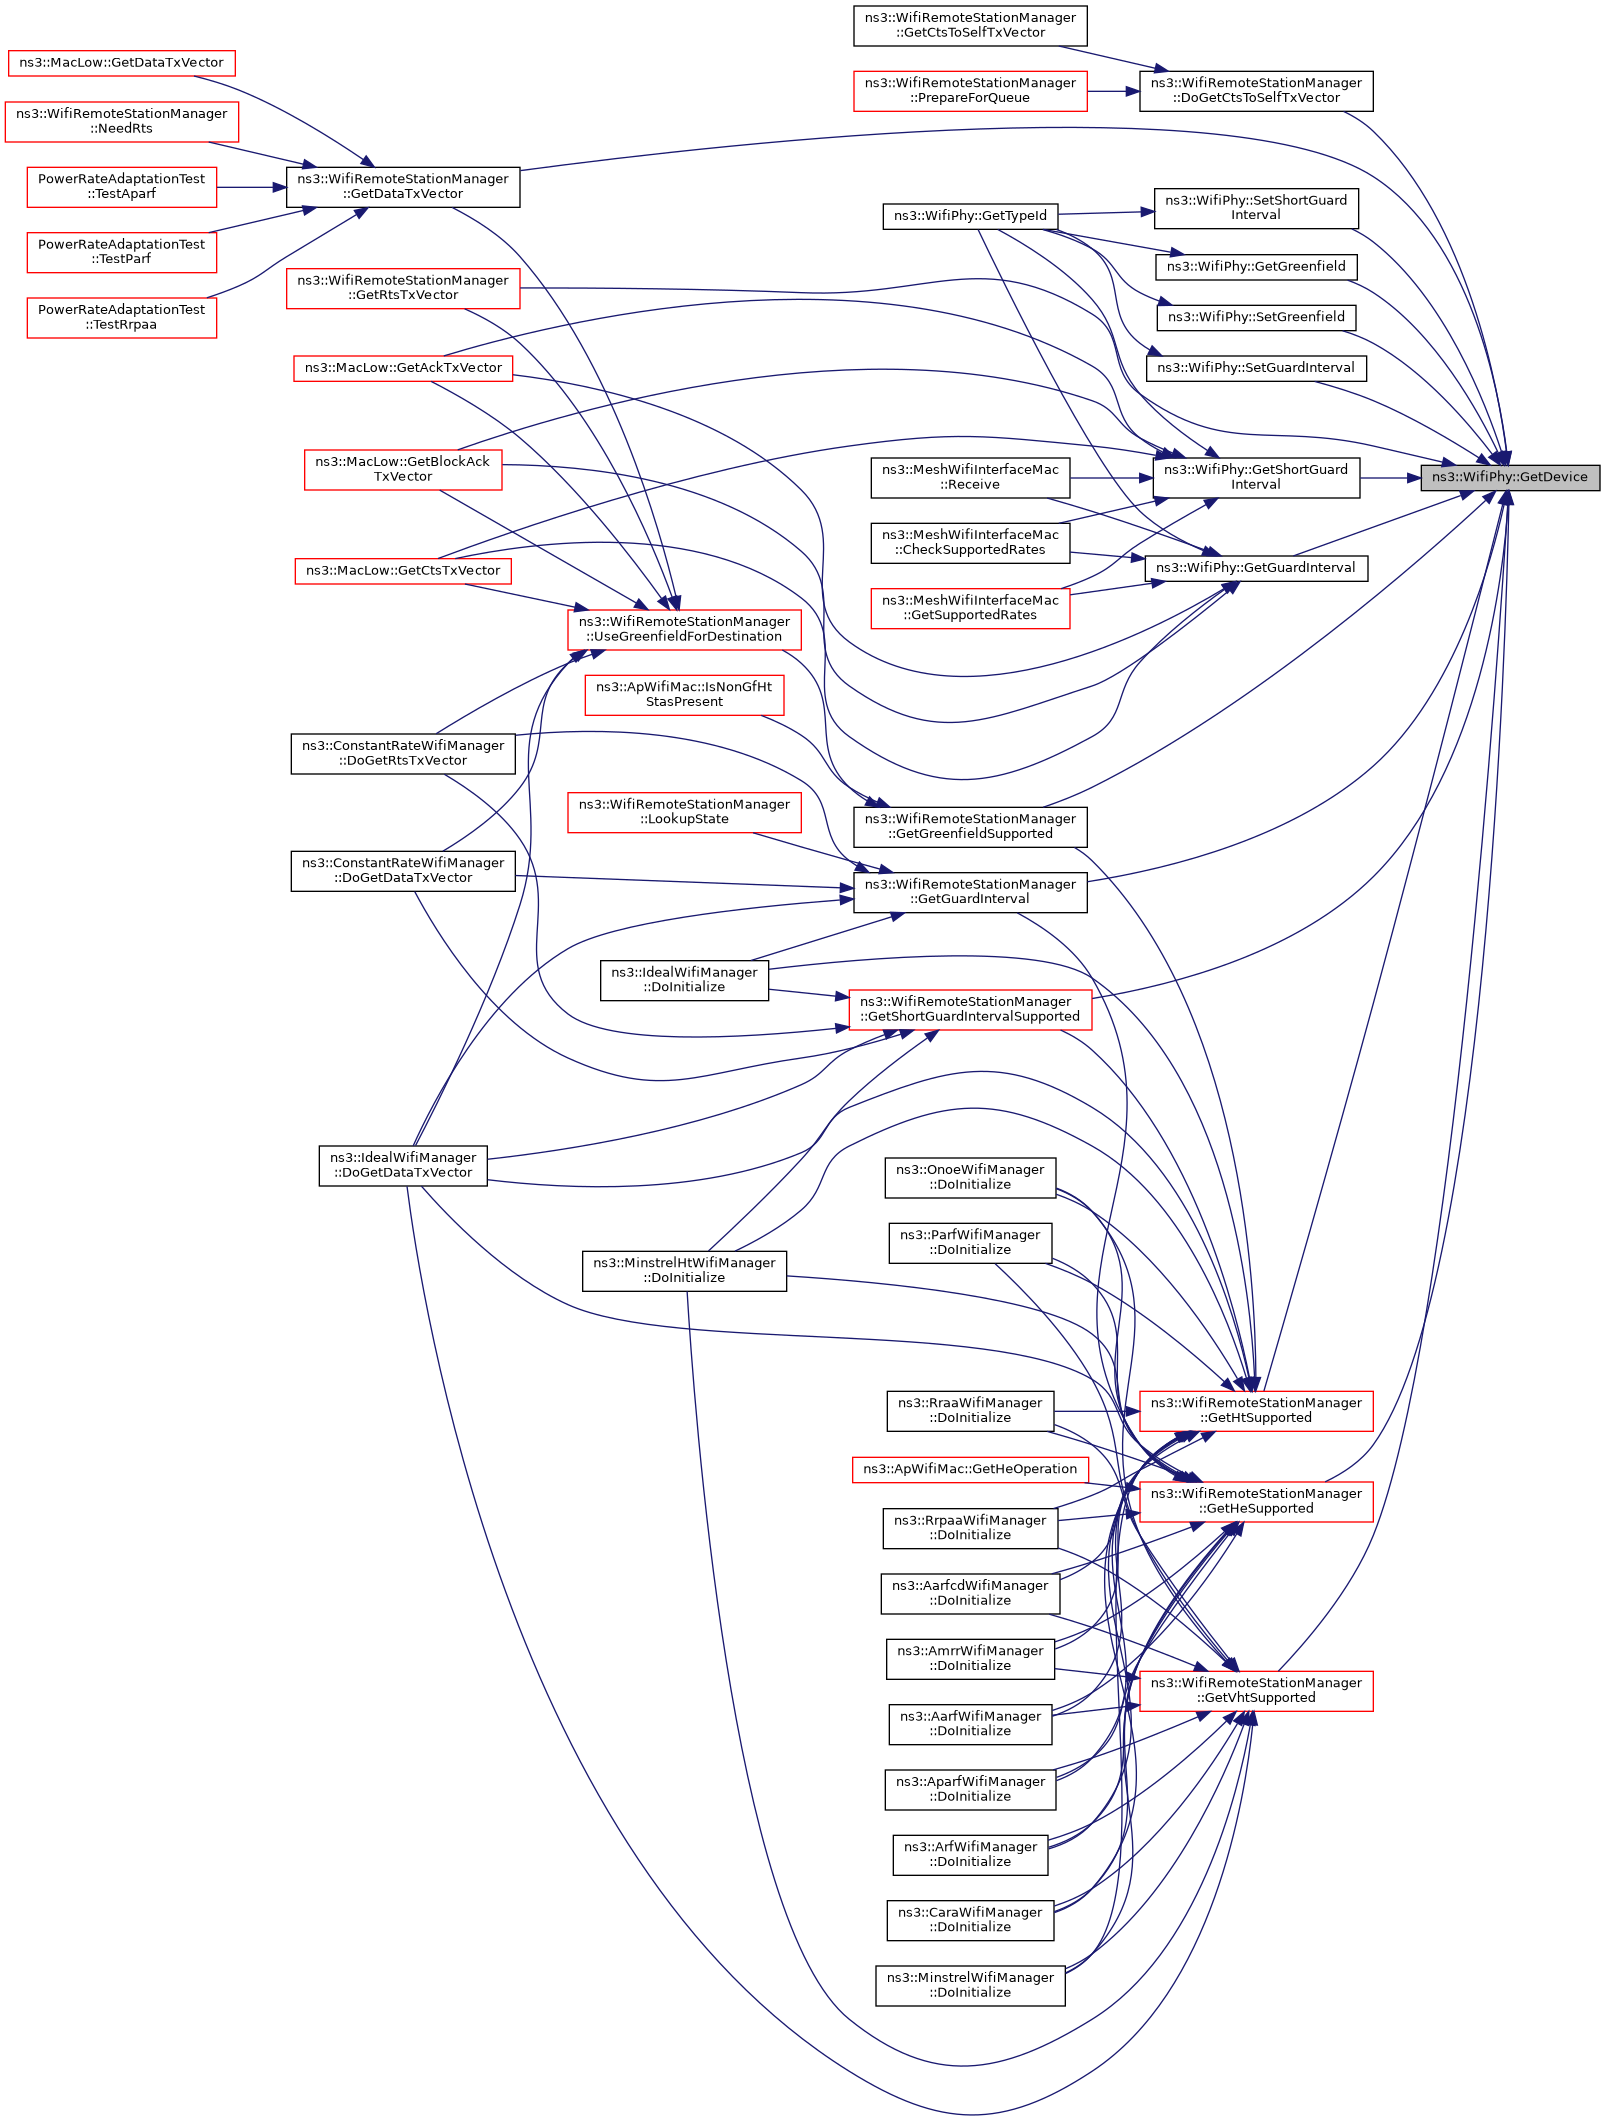 ns3::WifiRemoteStationManager
::GetCtsToSelfTxVector
ns3::MacLow::GetDataTxVector
ns3::WifiRemoteStationManager
::PrepareForQueue
ns3::WifiRemoteStationManager
::DoGetCtsToSelfTxVector
ns3::WifiRemoteStationManager
::NeedRts
PowerRateAdaptationTest
::TestAparf
ns3::WifiRemoteStationManager
::GetDataTxVector
ns3::WifiPhy::GetTypeId
ns3::WifiPhy::SetShortGuard
Interval
PowerRateAdaptationTest
::TestParf
ns3::WifiPhy::GetGreenfield
ns3::WifiRemoteStationManager
::GetRtsTxVector
PowerRateAdaptationTest
::TestRrpaa
ns3::WifiPhy::SetGreenfield
ns3::MacLow::GetAckTxVector
ns3::WifiPhy::SetGuardInterval
ns3::MacLow::GetBlockAck
TxVector
ns3::MeshWifiInterfaceMac
::Receive
ns3::WifiPhy::GetShortGuard
Interval
ns3::WifiPhy::GetDevice
ns3::MeshWifiInterfaceMac
::CheckSupportedRates
ns3::MacLow::GetCtsTxVector
ns3::WifiPhy::GetGuardInterval
ns3::MeshWifiInterfaceMac
::GetSupportedRates
ns3::WifiRemoteStationManager
::UseGreenfieldForDestination
ns3::ApWifiMac::IsNonGfHt
StasPresent
ns3::ConstantRateWifiManager
::DoGetRtsTxVector
ns3::WifiRemoteStationManager
::LookupState
ns3::WifiRemoteStationManager
::GetGreenfieldSupported
ns3::ConstantRateWifiManager
::DoGetDataTxVector
ns3::WifiRemoteStationManager
::GetGuardInterval
ns3::IdealWifiManager
::DoInitialize
ns3::WifiRemoteStationManager
::GetShortGuardIntervalSupported
ns3::IdealWifiManager
::DoGetDataTxVector
ns3::OnoeWifiManager
::DoInitialize
ns3::ParfWifiManager
::DoInitialize
ns3::MinstrelHtWifiManager
::DoInitialize
ns3::RraaWifiManager
::DoInitialize
ns3::WifiRemoteStationManager
::GetHtSupported
ns3::ApWifiMac::GetHeOperation
ns3::WifiRemoteStationManager
::GetHeSupported
ns3::RrpaaWifiManager
::DoInitialize
ns3::AarfcdWifiManager
::DoInitialize
ns3::AmrrWifiManager
::DoInitialize
ns3::WifiRemoteStationManager
::GetVhtSupported
ns3::AarfWifiManager
::DoInitialize
ns3::AparfWifiManager
::DoInitialize
ns3::ArfWifiManager
::DoInitialize
ns3::CaraWifiManager
::DoInitialize
ns3::MinstrelWifiManager
::DoInitialize